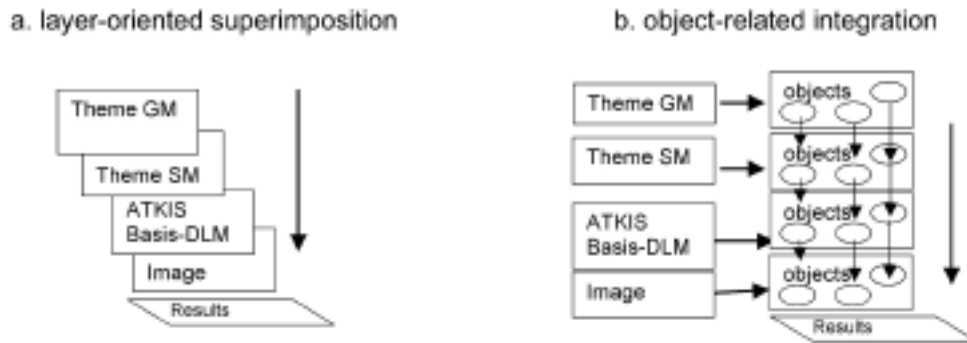 a. layer-oriented superimposition
Theme GM
Theme SM
ATKIS
Basis-DLM
Image
Results
b. object-related integration
Theme GM
objects
Theme SM
objects
ATKIS
Basis-DLM
objects
Image
objects
Results